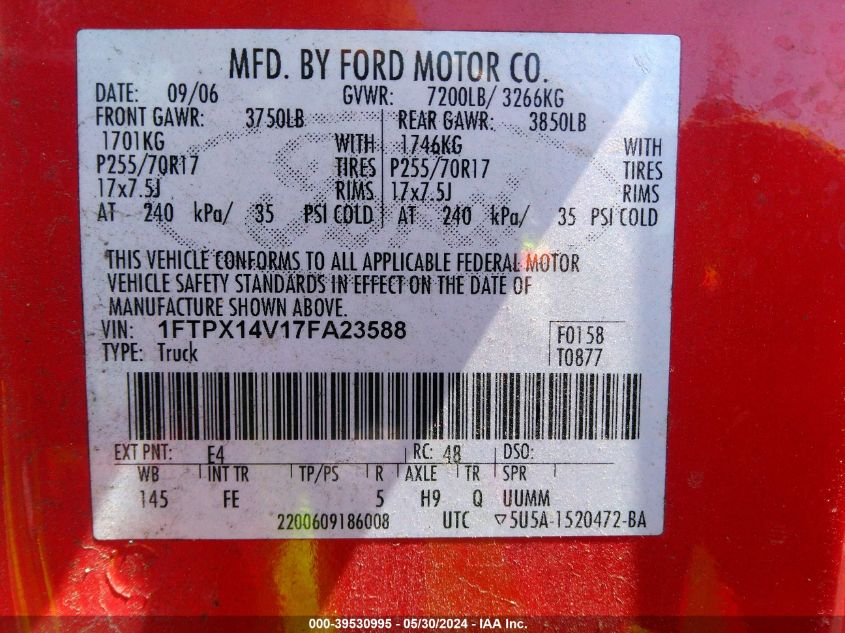 MFD. BY FORD MOTOR CO.
DATE: 09/06 GVWR: 7200LB/ 3266KG
FRONT GAWR: 3750LB REAR GAWR: 3850LB
1701KG WITH 1746KG WITH
P255/70R17 TIRES P255/70R17 TIRES
17x7.5J RIMS 17x7.5J RIMS
AT 240 kPa/ 35 PSI COLD AT 240 kPa/ 35 PSI COLD
THIS VEHICLE CONFORMS TO ALL APPLICABLE FEDERAL MOTOR
VEHICLE SAFETY STANDARDS IN EFFECT ON THE DATE OF
MANUFACTURE SHOWN ABOVE.
VIN: 1FTPX14V17FA23588 F0158
TYPE: Truck T0877
EXT PNT: E4 RC: 48 DSO:
WB INT TR TP/PS R AXLE TR SPR
145 FE 5 H9 Q UUMM
2200609186008 UTC ▽5U5A-1520472-BA
000-39530995 - 05/30/2024 - IAA Inc.